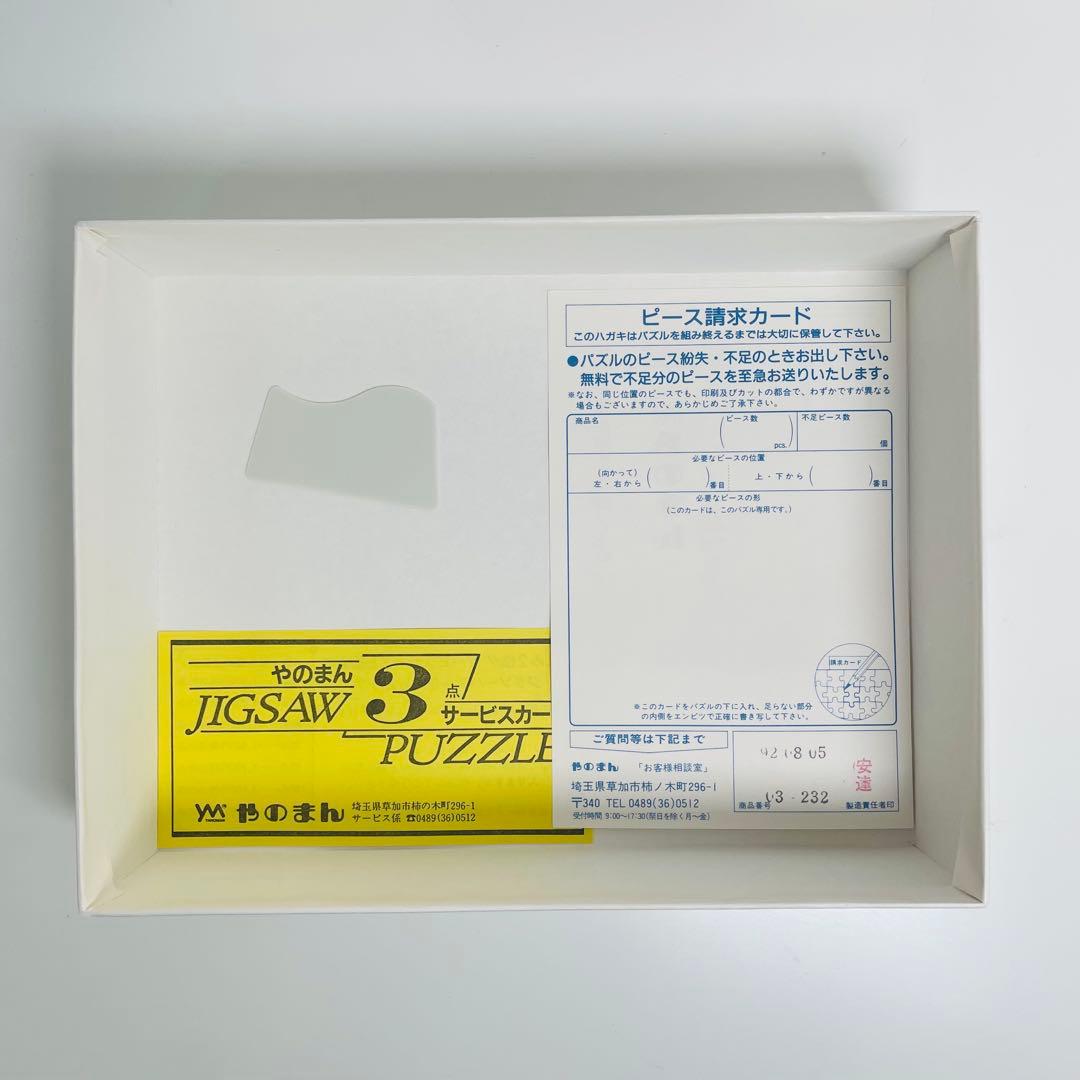 ピース請求カード
このハガキはパズルを組み終えるまでは大切に保管して下さい。
●パズルのピース紛失・不足のときお出し下さい。
無料で不足分のピースを至急お送りいたします。
※なお、同じ位置のピースでも、印刷及びカットの都合で、わずかですが異なる
場合もございますので、あらかじめご了承下さい。
商品名
ピース数
pcs.
不足ピース数
個
必要なピースの位置
(向かって)
左・右から ( ) 番目
上・下から ( ) 番目
必要なピースの形
(このカードは、このパズル専用です。)
請求カード
※このカードをパズルの下に入れ、足らない部分
の内側をエンピツで正確に書き写して下さい。
ご質問等は下記まで
やのまん 「お客様相談室」
埼玉県草加市柿ノ木町296-1
〒340 TEL 0489(36)0512
受付時間 9:00〜17:30(祭日を除く月〜金)
92.08.05
商品番号 03-232
安達
製造責任者印
やのまん
JIGSAW
3点
サービスカー
PUZZLE
YM やのまん
埼玉県草加市柿の木町296-1
サービス係 ☎0489(36)0512